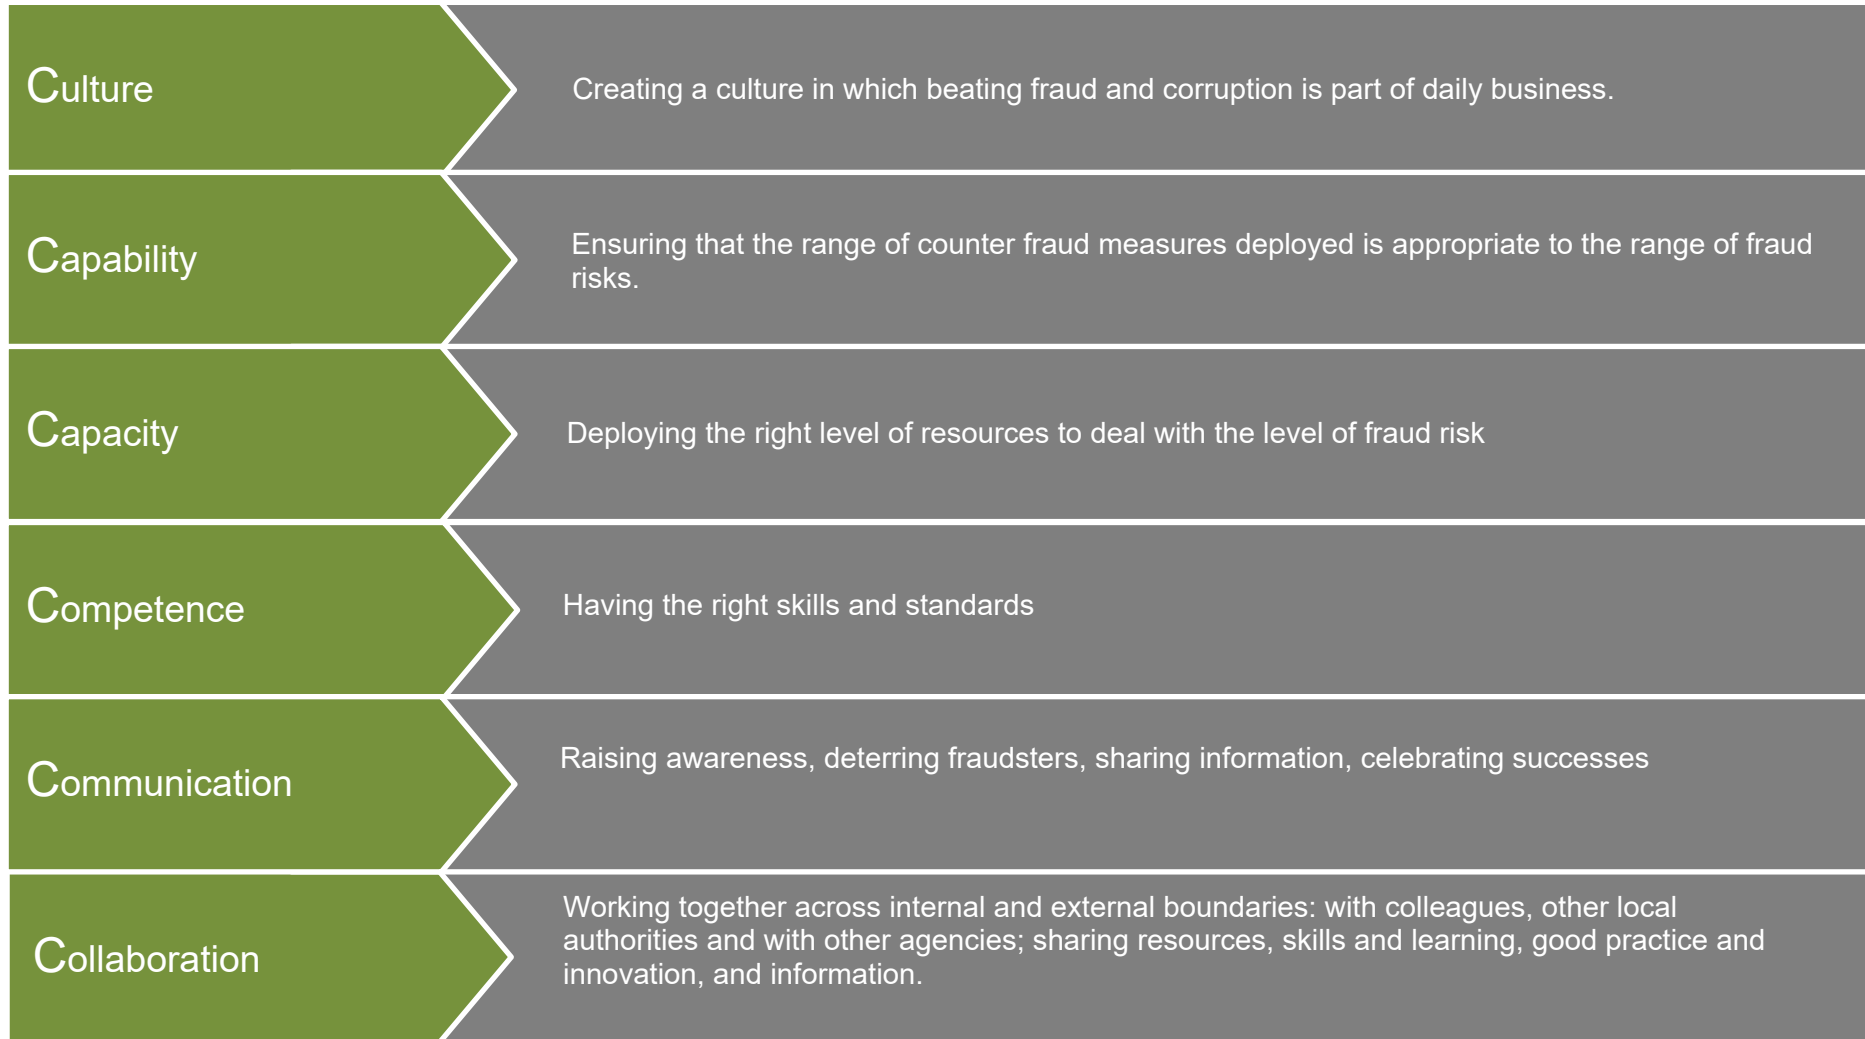 Culture
Creating a culture in which beating fraud and corruption is part of daily business.
Capability
Ensuring that the range of counter fraud measures deployed is appropriate to the range of fraud
risks.
Capacity
Deploying the right level of resources to deal with the level of fraud risk
Competence
Having the right skills and standards
Communication
Raising awareness, deterring fraudsters, sharing information, celebrating successes
Collaboration
Working together across internal and external boundaries: with colleagues, other local
authorities and with other agencies; sharing resources, skills and learning, good practice and
innovation, and information.